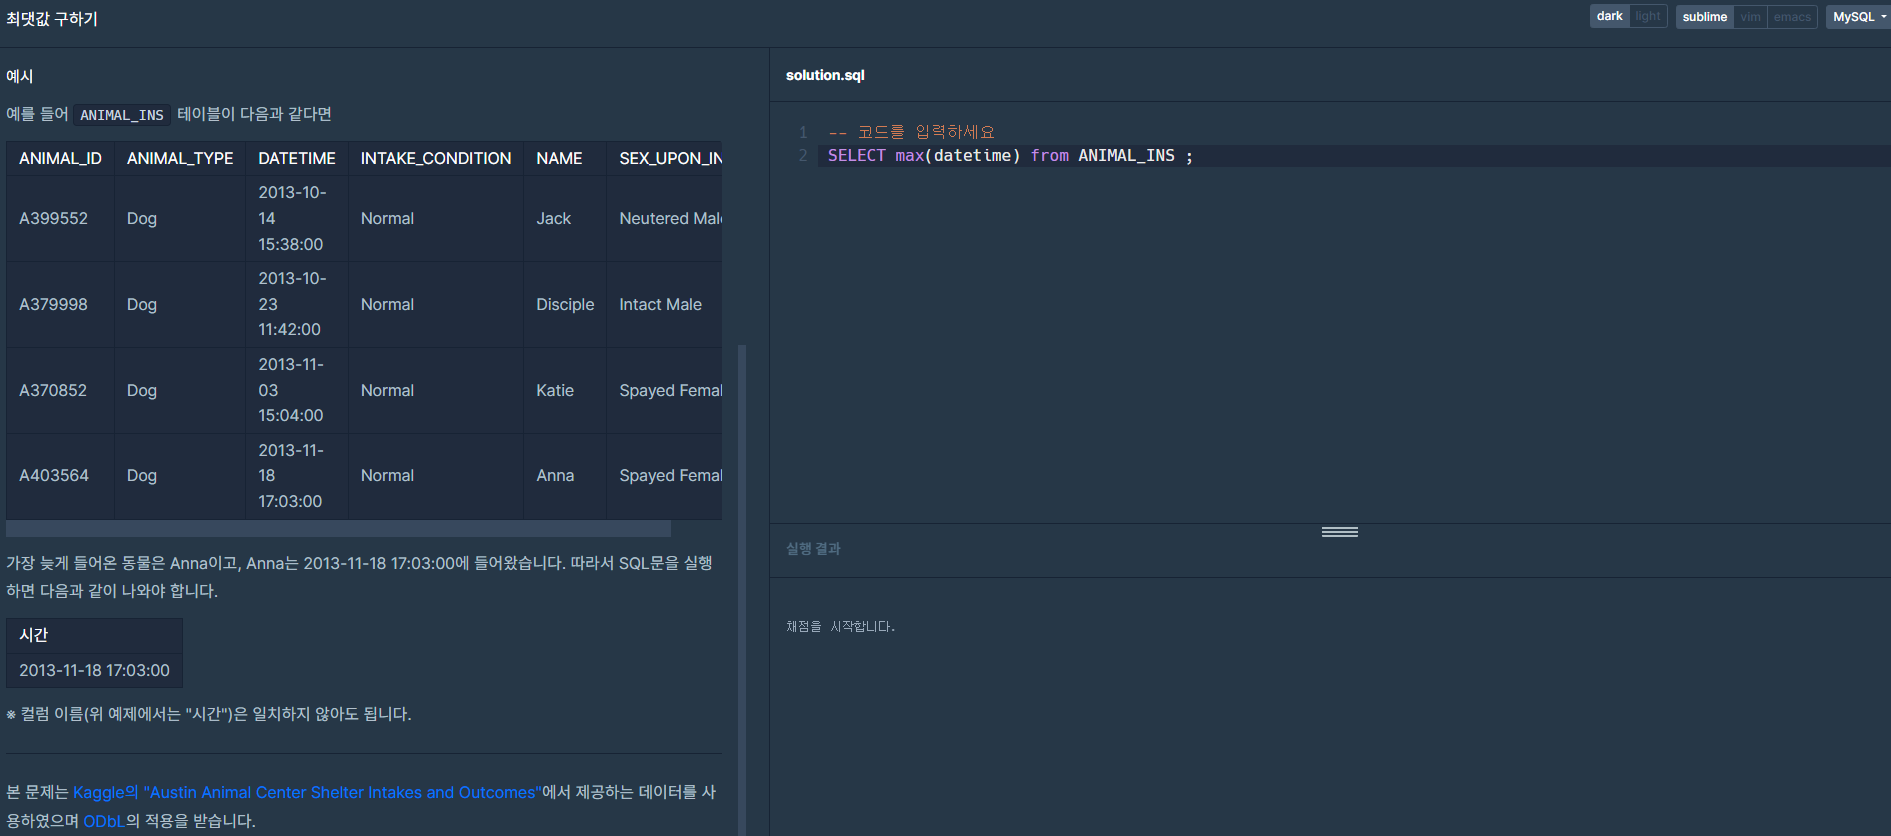 최댓값 구하기
dark light sublime vim emacs MySQL
예시
예를 들어 ANIMAL_INS 테이블이 다음과 같다면
ANIMAL_ID ANIMAL_TYPE DATETIME INTAKE_CONDITION NAME SEX_UPON_IN
A399552 Dog 2013-10-14 15:38:00 Normal Jack Neutered Mal
A379998 Dog 2013-10-23 11:42:00 Normal Disciple Intact Male
A370852 Dog 2013-11-03 15:04:00 Normal Katie Spayed Femal
A403564 Dog 2013-11-18 17:03:00 Normal Anna Spayed Femal
가장 늦게 들어온 동물은 Anna이고, Anna는 2013-11-18 17:03:00에 들어왔습니다. 따라서 SQL문을 실행
하면 다음과 같이 나와야 합니다.
시간
2013-11-18 17:03:00
※ 컬럼 이름(위 예제에서는 "시간")은 일치하지 않아도 됩니다.
본 문제는 Kaggle의 "Austin Animal Center Shelter Intakes and Outcomes"에서 제공하는 데이터를 사
용하였으며 ODbL의 적용을 받습니다.
solution.sql
1 -- 코드를 입력하세요
2 SELECT max(datetime) from ANIMAL_INS ;
실행 결과
채점을 시작합니다.